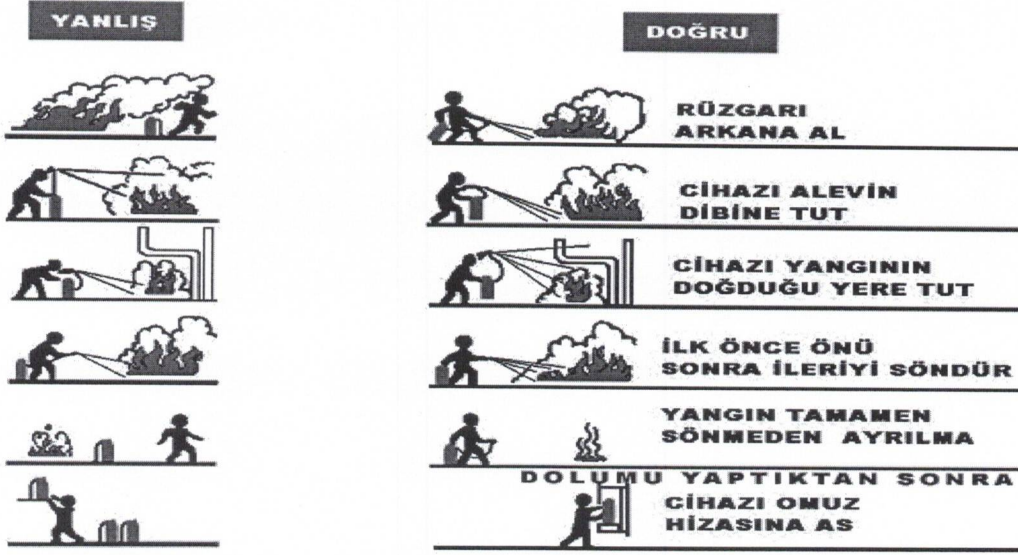 YANLIŞ
DOĞRU
RÜZGARI
ARKANA AL
CİHAZI ALEVİN
DİBİNE TUT
CİHAZI YANGININ
DOĞDUĞU YERE TUT
İLK ÖNCE ÖNÜ
SONRA İLERİYİ SÖNDÜR
YANGIN TAMAMEN
SÖNMEDEN AYRILMA
DOLUMU YAPTIKTAN SONRA
CİHAZI OMUZ
HİZASINA AS